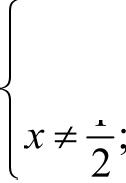 x ≠ 1/2;